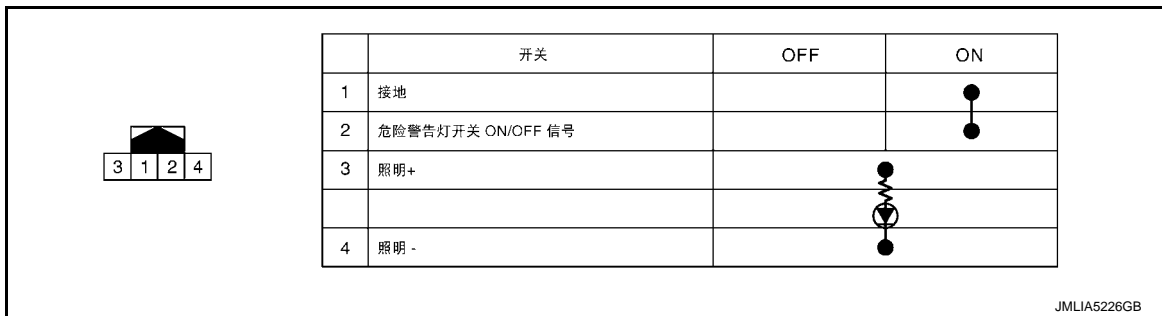 开关 OFF ON
1 接地
2 危险警告灯开关 ON/OFF 信号
3 1 2 4
3 照明+
4 照明 -
JMLIA5226GB